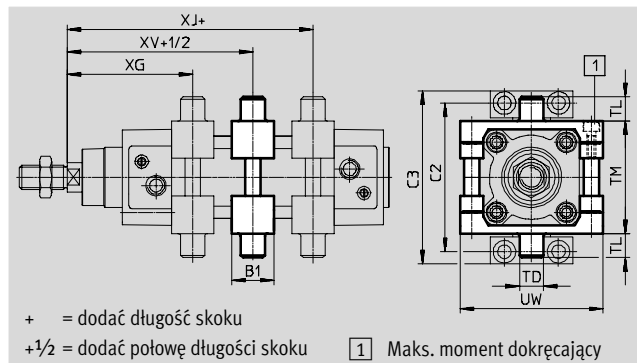 XJ+
XV+1/2
XG
1
C3
C2
TL
TM
TL
B1
TD
UW
+ = dodać długość skoku
+½ = dodać połowę długości skoku
1 Maks. moment dokręcający